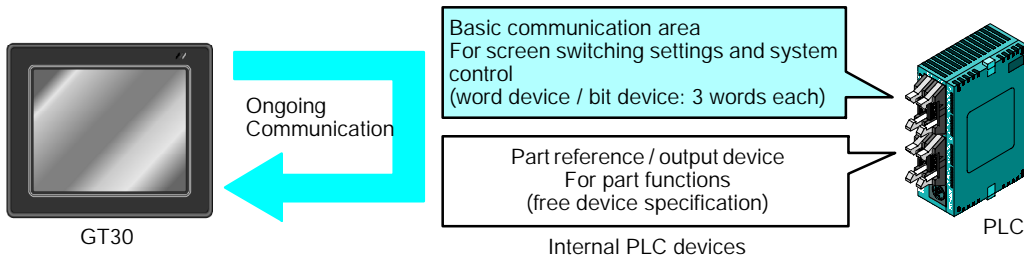 Basic communication area
For screen switching settings and system
control
(word device / bit device: 3 words each)
Ongoing
Communication
Part reference / output device
For part functions
(free device specification)
GT30
Internal PLC devices
PLC